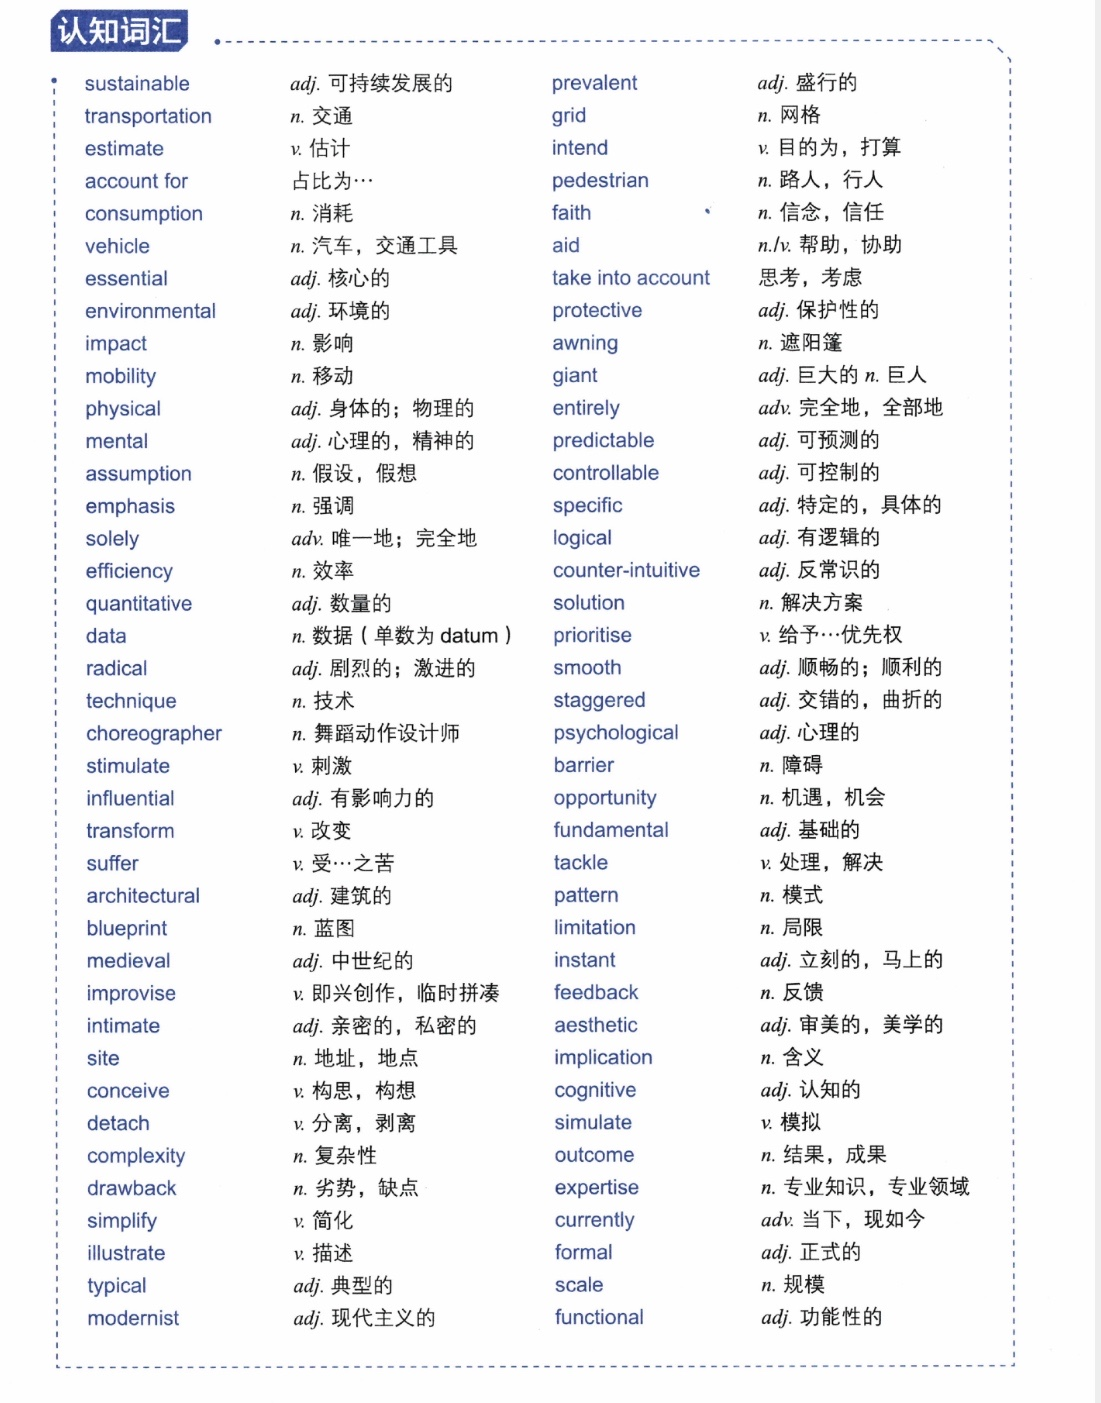 认知词汇
sustainable adj. 可持续发展的
transportation n. 交通
estimate v. 估计
account for 占比为…
consumption n. 消耗
vehicle n. 汽车，交通工具
essential adj. 核心的
environmental adj. 环境的
impact n. 影响
mobility n. 移动
physical adj. 身体的；物理的
mental adj. 心理的，精神的
assumption n. 假设，假想
emphasis n. 强调
solely adv. 唯一地；完全地
efficiency n. 效率
quantitative adj. 数量的
data n. 数据（单数为 datum）
radical adj. 剧烈的；激进的
technique n. 技术
choreographer n. 舞蹈动作设计师
stimulate v. 刺激
influential adj. 有影响力的
transform v. 改变
suffer v. 受…之苦
architectural adj. 建筑的
blueprint n. 蓝图
medieval adj. 中世纪的
improvise v. 即兴创作，临时拼凑
intimate adj. 亲密的，私密的
site n. 地址，地点
conceive v. 构思，构想
detach v. 分离，剥离
complexity n. 复杂性
drawback n. 劣势，缺点
simplify v. 简化
illustrate v. 描述
typical adj. 典型的
modernist adj. 现代主义的
prevalent adj. 盛行的
grid n. 网格
intend v. 目的为，打算
pedestrian n. 路人，行人
faith n. 信念，信任
aid n./v. 帮助，协助
take into account 思考，考虑
protective adj. 保护性的
awning n. 遮阳篷
giant adj. 巨大的 n. 巨人
entirely adv. 完全地，全部地
predictable adj. 可预测的
controllable adj. 可控制的
specific adj. 特定的，具体的
logical adj. 有逻辑的
counter-intuitive adj. 反常识的
solution n. 解决方案
prioritise v. 给予…优先权
smooth adj. 顺畅的；顺利的
staggered adj. 交错的，曲折的
psychological adj. 心理的
barrier n. 障碍
opportunity n. 机遇，机会
fundamental adj. 基础的
tackle v. 处理，解决
pattern n. 模式
limitation n. 局限
instant adj. 立刻的，马上的
feedback n. 反馈
aesthetic adj. 审美的，美学的
implication n. 含义
cognitive adj. 认知的
simulate v. 模拟
outcome n. 结果，成果
expertise n. 专业知识，专业领域
currently adv. 当下，现如今
formal adj. 正式的
scale n. 规模
functional adj. 功能性的